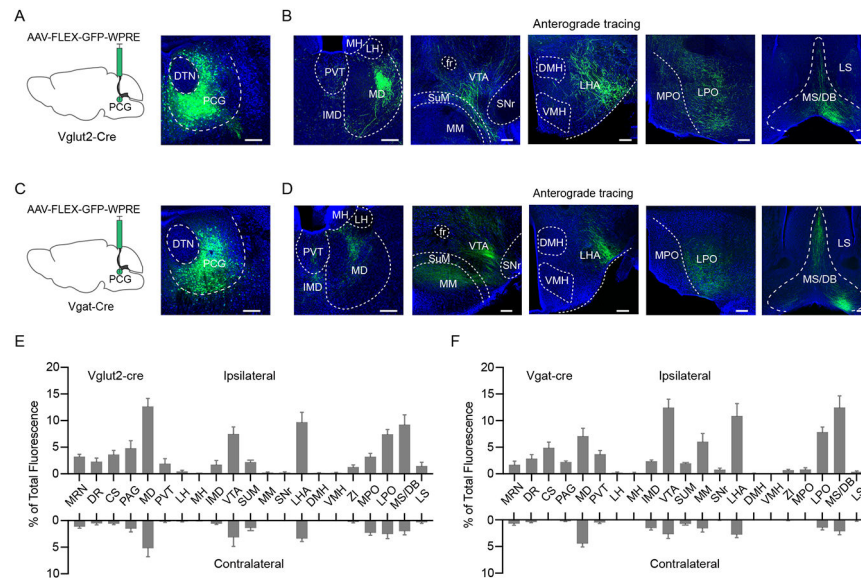 A
AAV-FLEX-GFP-WPRE
PCG
Vglut2-Cre
DTN
PCG
B
Anterograde tracing
MH
LH
PVT
MD
IMD
fr
VTA
SuM
SNr
MM
DMH
LHA
VMH
MPO
LPO
LS
MS/DB
C
AAV-FLEX-GFP-WPRE
PCG
Vgat-Cre
DTN
PCG
D
Anterograde tracing
MH
LH
PVT
MD
IMD
fr
VTA
SuM
SNr
MM
DMH
LHA
VMH
MPO
LPO
LS
MS/DB
E
Vglut2-cre
Ipsilateral
% of Total Fluorescence
20
15
10
5
0
MRN DR CS PAG MD PVT LH MH IMD VTA SUM MM SNr LHA DMH VMH ZI MPO LPO MS/DB LS
0
5
10
Contralateral
F
Vgat-cre
Ipsilateral
% of Total Fluorescence
20
15
10
5
0
MRN DR CS PAG MD PVT LH MH IMD VTA SUM MM SNr LHA DMH VMH ZI MPO LPO MS/DB LS
0
5
10
Contralateral